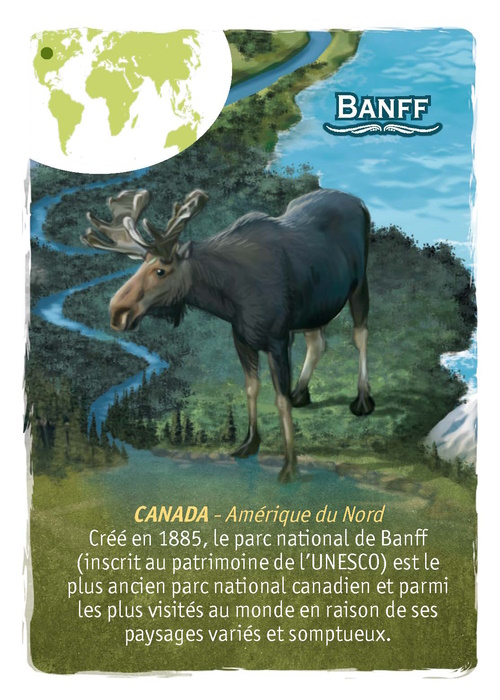 BANFF
CANADA - Amérique du Nord
Créé en 1885, le parc national de Banff
(inscrit au patrimoine de l'UNESCO) est le
plus ancien parc national canadien et parmi
les plus visités au monde en raison de ses
paysages variés et somptueux.